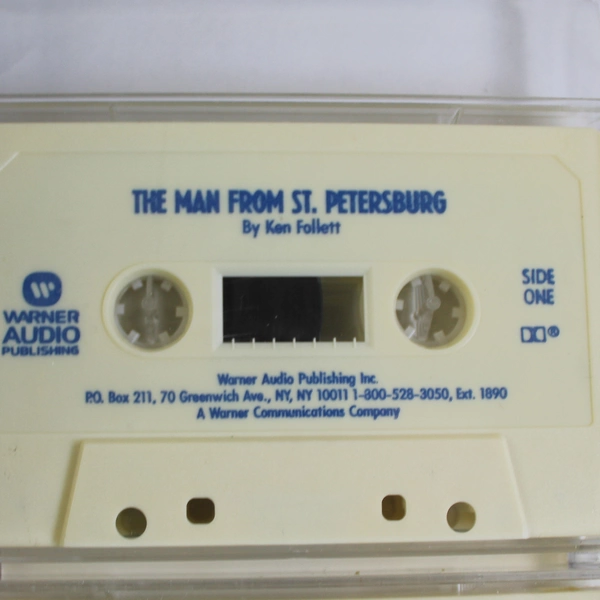 THE MAN FROM ST. PETERSBURG
By Ken Follett
WARNER
AUDIO
PUBLISHING
SIDE
ONE
Warner Audio Publishing Inc.
P.O. Box 211, 70 Greenwich Ave., NY, NY 10011 1-800-528-3050, Ext. 1890
A Warner Communications Company